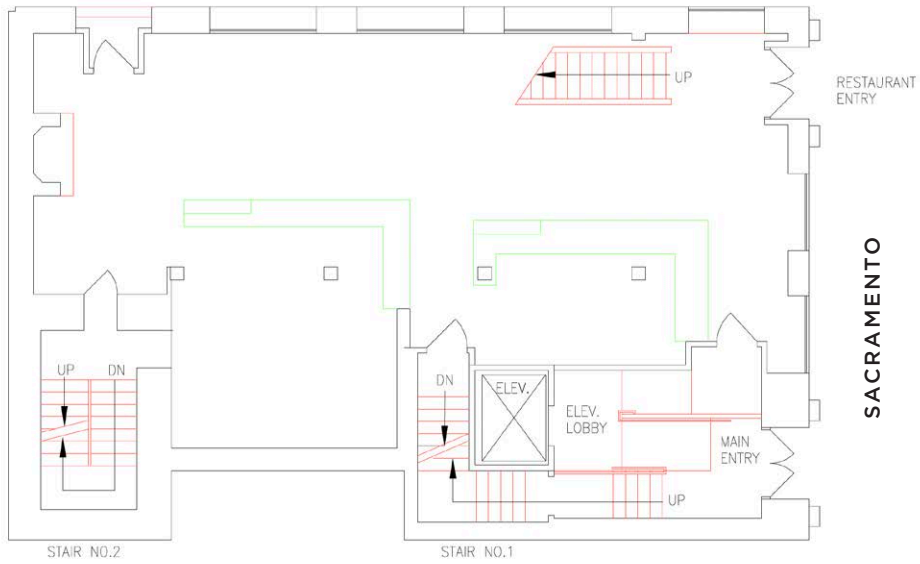 UP
RESTAURANT
ENTRY
SACRAMENTO
UP
DN
DN
ELEV.
ELEV.
LOBBY
MAIN
ENTRY
UP
STAIR NO.2
STAIR NO.1